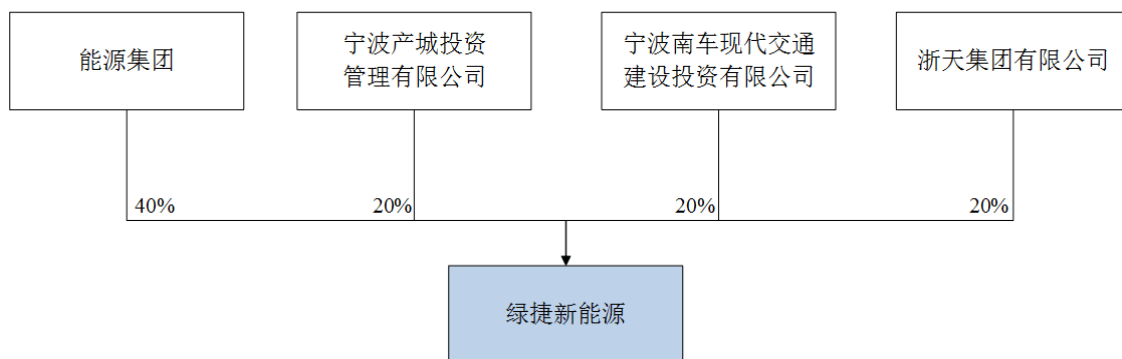 能源集团
宁波产城投资
管理有限公司
宁波南车现代交通
建设投资有限公司
浙天集团有限公司
40%
20%
20%
20%
绿捷新能源